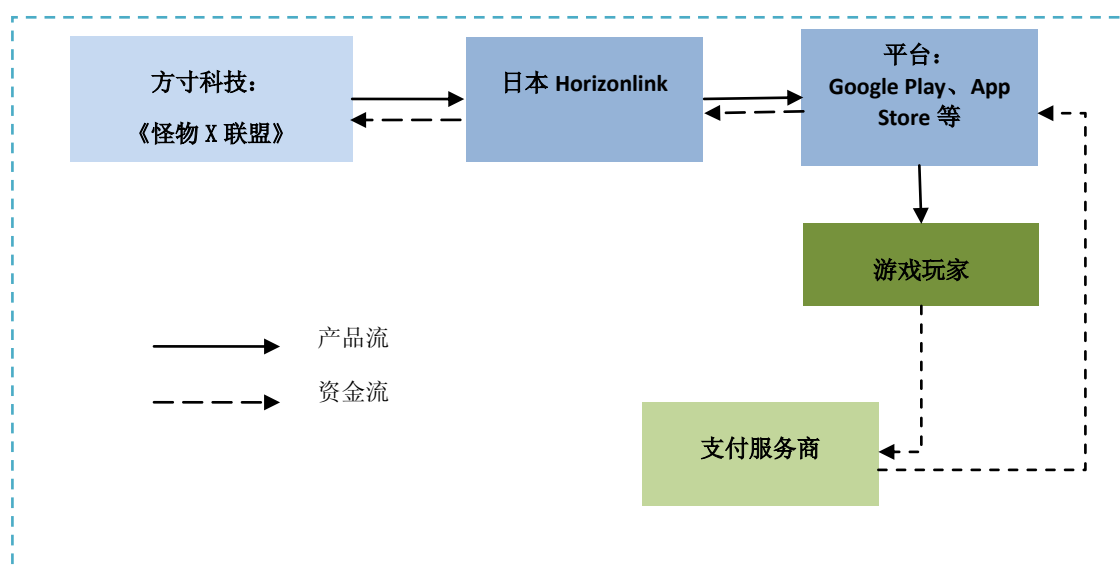 方寸科技：
《怪物 X 联盟》
日本 Horizonlink
平台：
Google Play、App
Store 等
游戏玩家
产品流
资金流
支付服务商